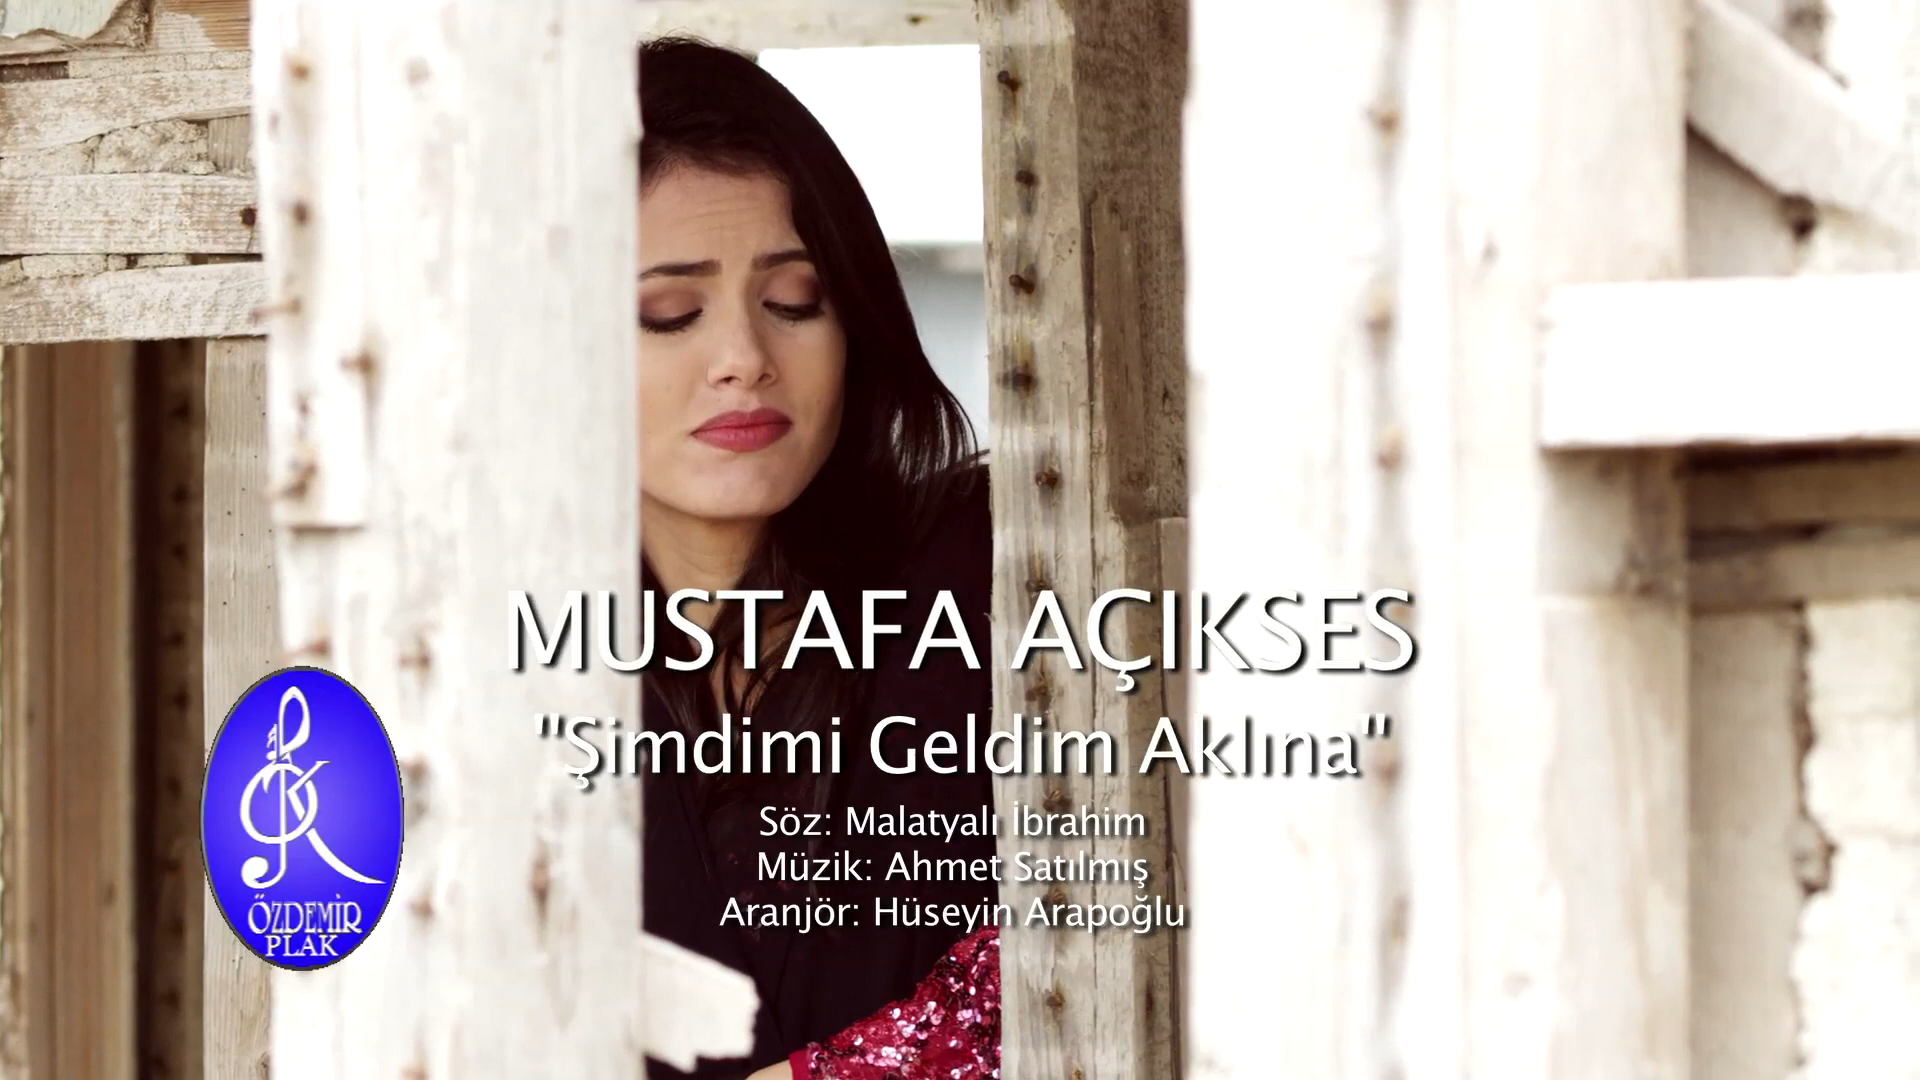 MUSTAFA AÇIKSES
"Şimdimi Geldim Aklına"
Söz: Malatyalı İbrahim
Müzik: Ahmet Satılmış
Aranjör: Hüseyin Arapoğlu
ÖZDEMİR
PLAK